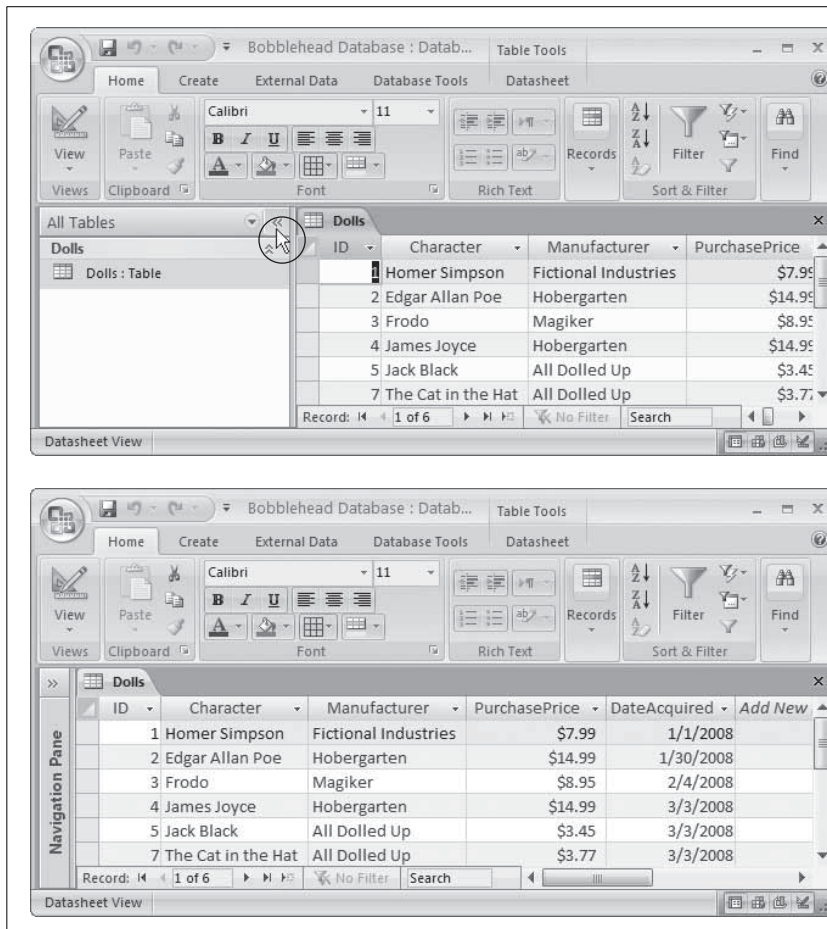 Bobblehead Database : Datab... Table Tools
Home Create External Data Database Tools Datasheet
Calibri 11
B I U
View Paste A Records Filter Find
Views Clipboard Font Rich Text Sort & Filter
All Tables Dolls
Dolls ID Character Manufacturer PurchasePrice
Dolls : Table 1 Homer Simpson Fictional Industries $7.99
2 Edgar Allan Poe Hobergarten $14.99
3 Frodo Magiker $8.95
4 James Joyce Hobergarten $14.99
5 Jack Black All Dolled Up $3.45
7 The Cat in the Hat All Dolled Up $3.77
Record: 1 of 6 No Filter Search
Datasheet View
Bobblehead Database : Datab... Table Tools
Home Create External Data Database Tools Datasheet
Calibri 11
B I U
View Paste A Records Filter Find
Views Clipboard Font Rich Text Sort & Filter
Dolls
ID Character Manufacturer PurchasePrice DateAcquired Add New
1 Homer Simpson Fictional Industries $7.99 1/1/2008
2 Edgar Allan Poe Hobergarten $14.99 1/30/2008
3 Frodo Magiker $8.95 2/4/2008
4 James Joyce Hobergarten $14.99 3/3/2008
5 Jack Black All Dolled Up $3.45 3/3/2008
7 The Cat in the Hat All Dolled Up $3.77 3/3/2008
Navigation Pane
Record: 1 of 6 No Filter Search
Datasheet View